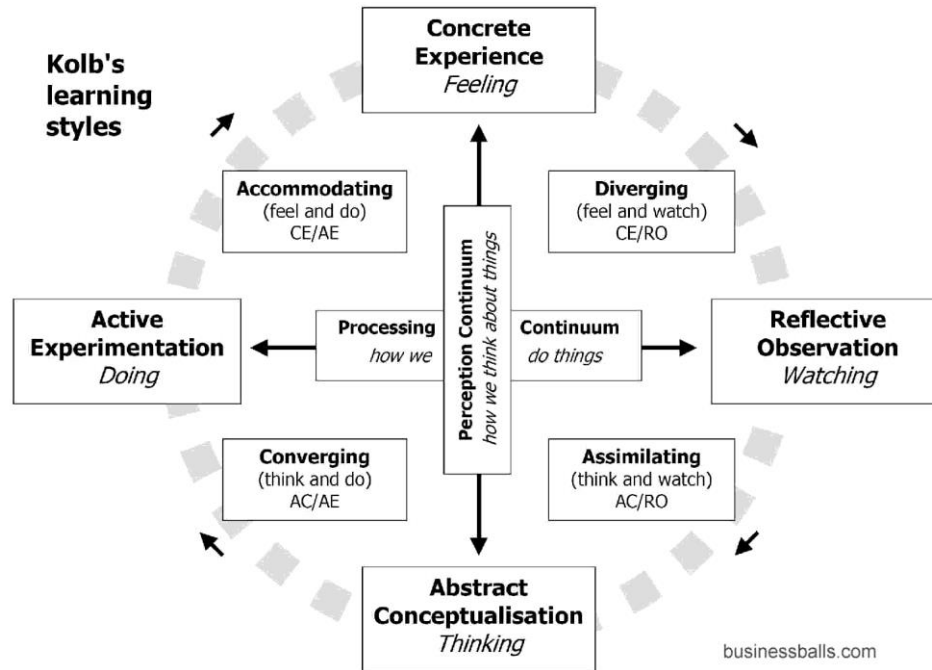 Kolb's
learning
styles
Concrete
Experience
Feeling
Accommodating
(feel and do)
CE/AE
Diverging
(feel and watch)
CE/RO
Active
Experimentation
Doing
Processing
how we
Perception Continuum
how we think about things
Continuum
do things
Reflective
Observation
Watching
Converging
(think and do)
AC/AE
Assimilating
(think and watch)
AC/RO
Abstract
Conceptualisation
Thinking
businessballs.com